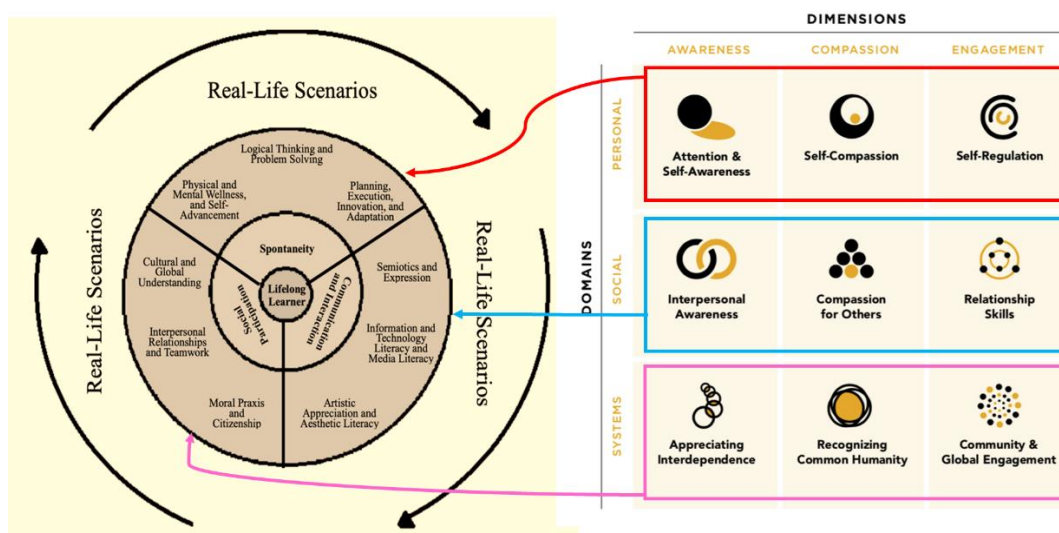 Real-Life Scenarios
Real-Life Scenarios
Real-Life Scenarios
Logical Thinking and
Problem Solving
Physical and
Mental Wellness,
and Self-
Advancement
Planning,
Execution,
Innovation, and
Adaptation
Cultural and
Global
Understanding
Spontaneity
Semiotics and
Expression
Lifelong
Learner
Social
Participation
Communication
and Interaction
Interpersonal
Relationships
and Teamwork
Information and
Technology
Literacy and
Media Literacy
Moral Praxis
and
Citizenship
Artistic
Appreciation and
Aesthetic Literacy
DIMENSIONS
AWARENESS
COMPASSION
ENGAGEMENT
DOMAINS
PERSONAL
Attention &
Self-Awareness
Self-Compassion
Self-Regulation
SOCIAL
Interpersonal
Awareness
Compassion
for Others
Relationship
Skills
SYSTEMS
Appreciating
Interdependence
Recognizing
Common Humanity
Community &
Global Engagement